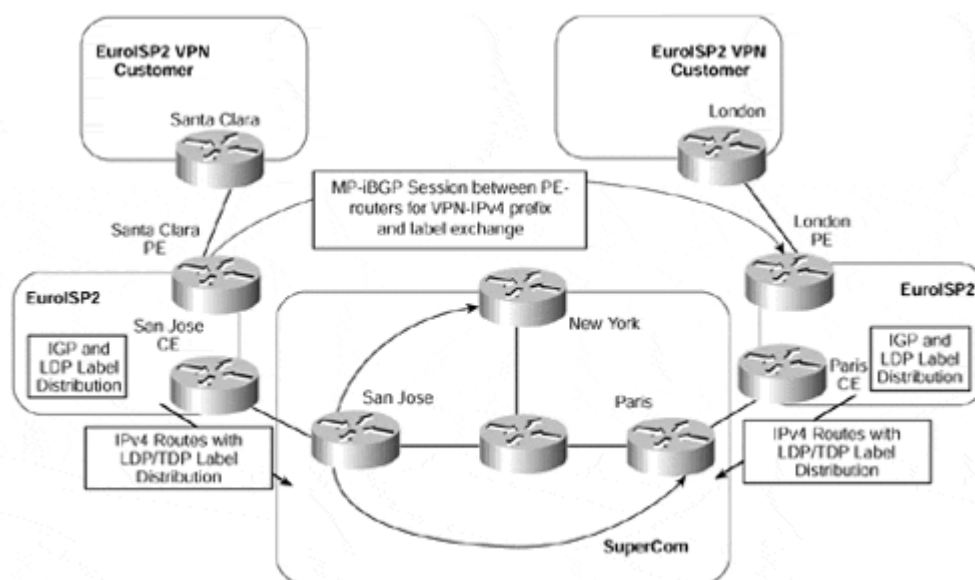 EuroISP2 VPN
Customer
Santa Clara
EuroISP2 VPN
Customer
London
MP-iBGP Session between PE-
routers for VPN-IPv4 prefix
and label exchange
Santa Clara
PE
London
PE
EuroISP2
EuroISP2
San Jose
CE
New York
IGP and
LDP Label
Distribution
San Jose
Paris
Paris
CE
IGP and
LDP Label
Distribution
IPv4 Routes with
LDP/TDP Label
Distribution
IPv4 Routes with
LDP/TDP Label
Distribution
SuperCom